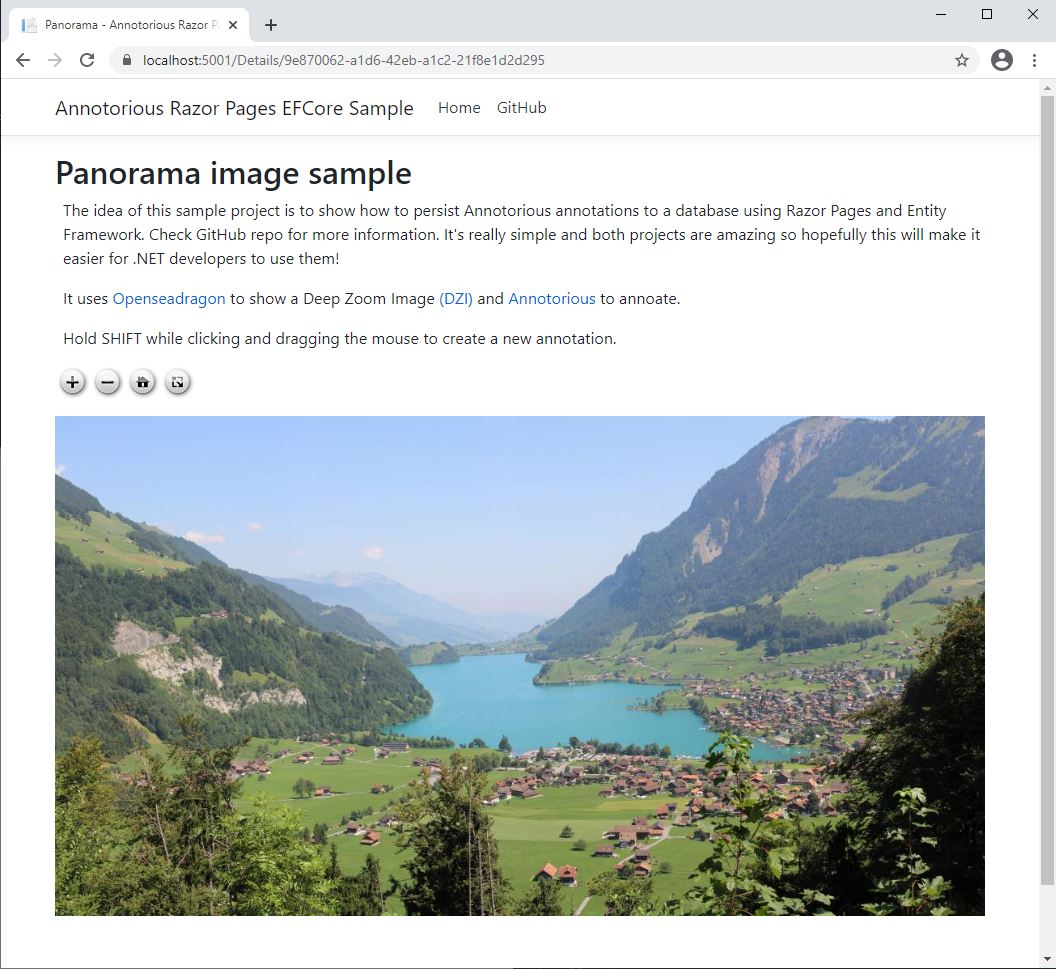 Panorama - Annotorious Razor P
localhost:5001/Details/9e870062-a1d6-42eb-a1c2-21f8e1d2d295
Annotorious Razor Pages EFCore Sample Home GitHub
Panorama image sample
The idea of this sample project is to show how to persist Annotorious annotations to a database using Razor Pages and Entity
Framework. Check GitHub repo for more information. It's really simple and both projects are amazing so hopefully this will make it
easier for .NET developers to use them!
It uses Openseadragon to show a Deep Zoom Image (DZI) and Annotorious to annoate.
Hold SHIFT while clicking and dragging the mouse to create a new annotation.